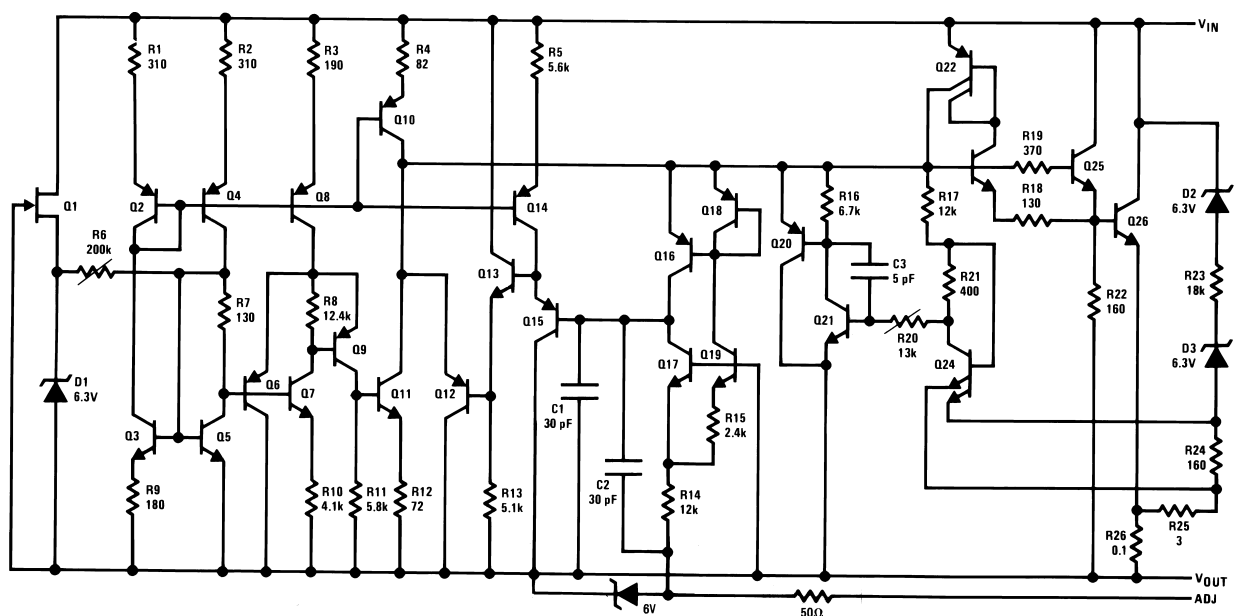 VIN
R1
310
R2
310
R3
190
R4
82
R5
5.6k
Q22
Q10
R19
370
Q25
Q1
Q2
Q4
Q8
Q14
Q18
R16
6.7k
R17
12k
R18
130
Q26
D2
6.3V
R6
200k
Q16
Q20
Q13
C3
5 pF
R21
400
R7
130
R8
12.4k
R22
160
R23
18k
Q15
Q21
R20
13k
Q9
Q17
Q19
Q24
D3
6.3V
D1
6.3V
Q6
Q7
Q11
Q12
C1
30 pF
R15
2.4k
Q3
Q5
R24
160
C2
30 pF
R9
180
R10
4.1k
R11
5.8k
R12
72
R13
5.1k
R14
12k
R25
3
R26
0.1
VOUT
ADJ
6V
50Ω